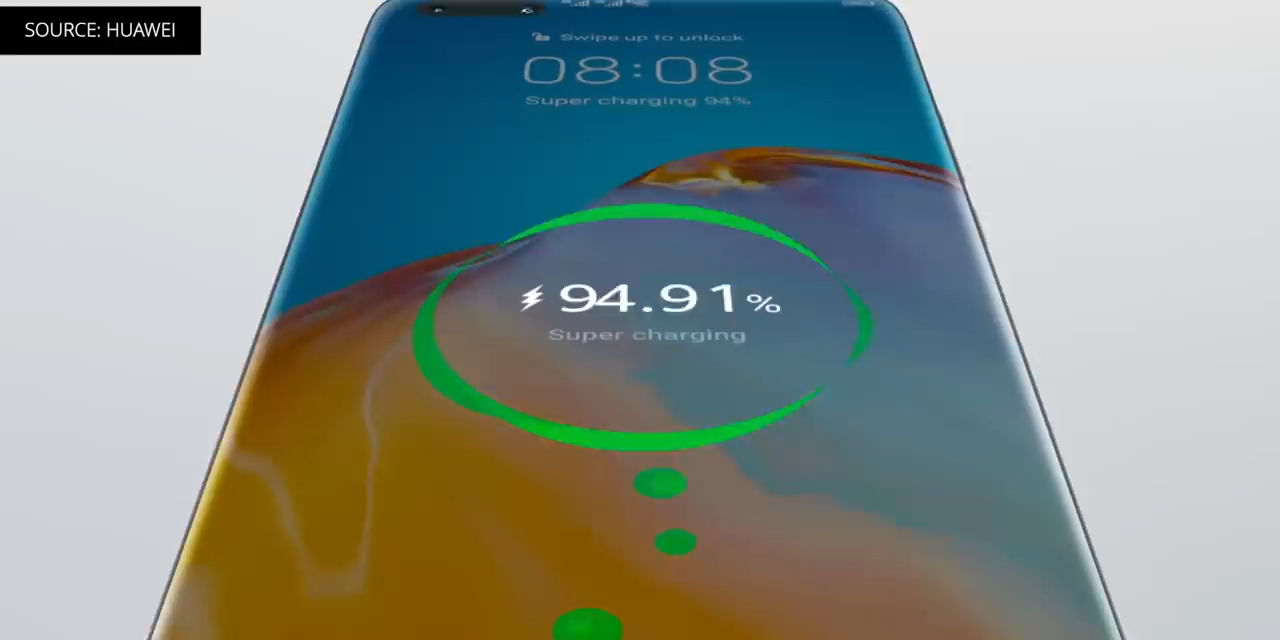 SOURCE: HUAWEI
Swipe up to unlock
08:08
Super charging 94%
94.91%
Super charging